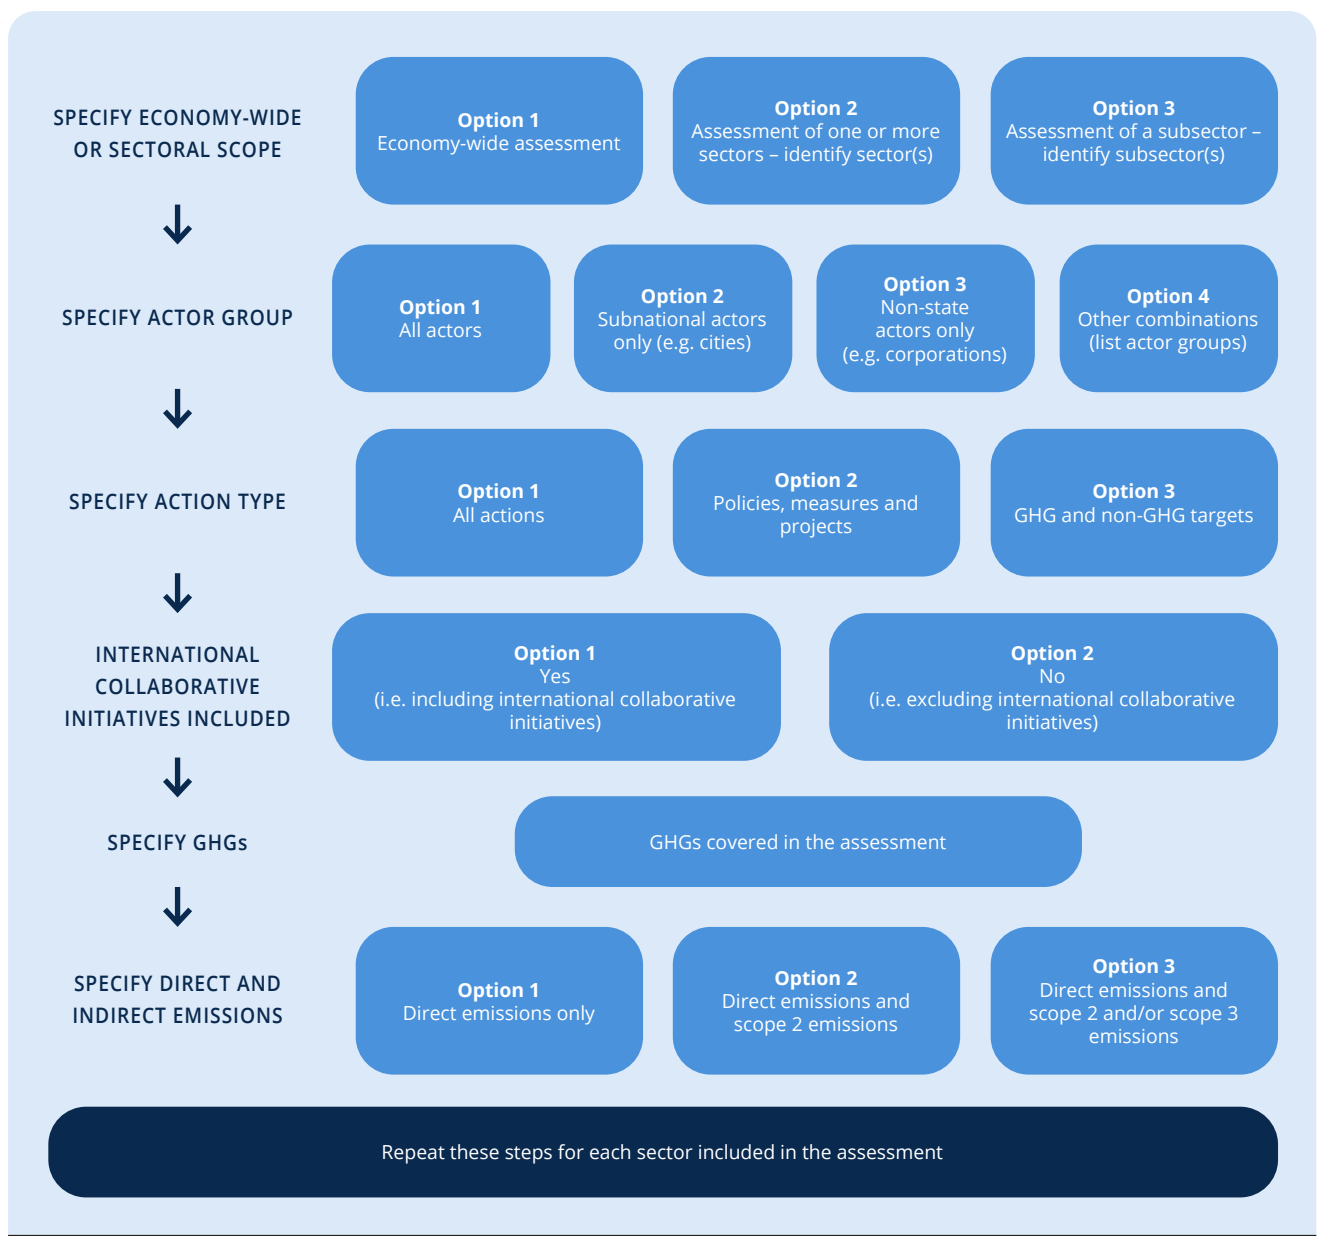 SPECIFY ECONOMY-WIDE
OR SECTORAL SCOPE
Option 1
Economy-wide assessment
Option 2
Assessment of one or more
sectors – identify sector(s)
Option 3
Assessment of a subsector –
identify subsector(s)
SPECIFY ACTOR GROUP
Option 1
All actors
Option 2
Subnational actors
only (e.g. cities)
Option 3
Non-state
actors only
(e.g. corporations)
Option 4
Other combinations
(list actor groups)
SPECIFY ACTION TYPE
Option 1
All actions
Option 2
Policies, measures and
projects
Option 3
GHG and non-GHG targets
INTERNATIONAL
COLLABORATIVE
INITIATIVES INCLUDED
Option 1
Yes
(i.e. including international collaborative
initiatives)
Option 2
No
(i.e. excluding international collaborative
initiatives)
SPECIFY GHGs
GHGs covered in the assessment
SPECIFY DIRECT AND
INDIRECT EMISSIONS
Option 1
Direct emissions only
Option 2
Direct emissions and
scope 2 emissions
Option 3
Direct emissions and
scope 2 and/or scope 3
emissions
Repeat these steps for each sector included in the assessment